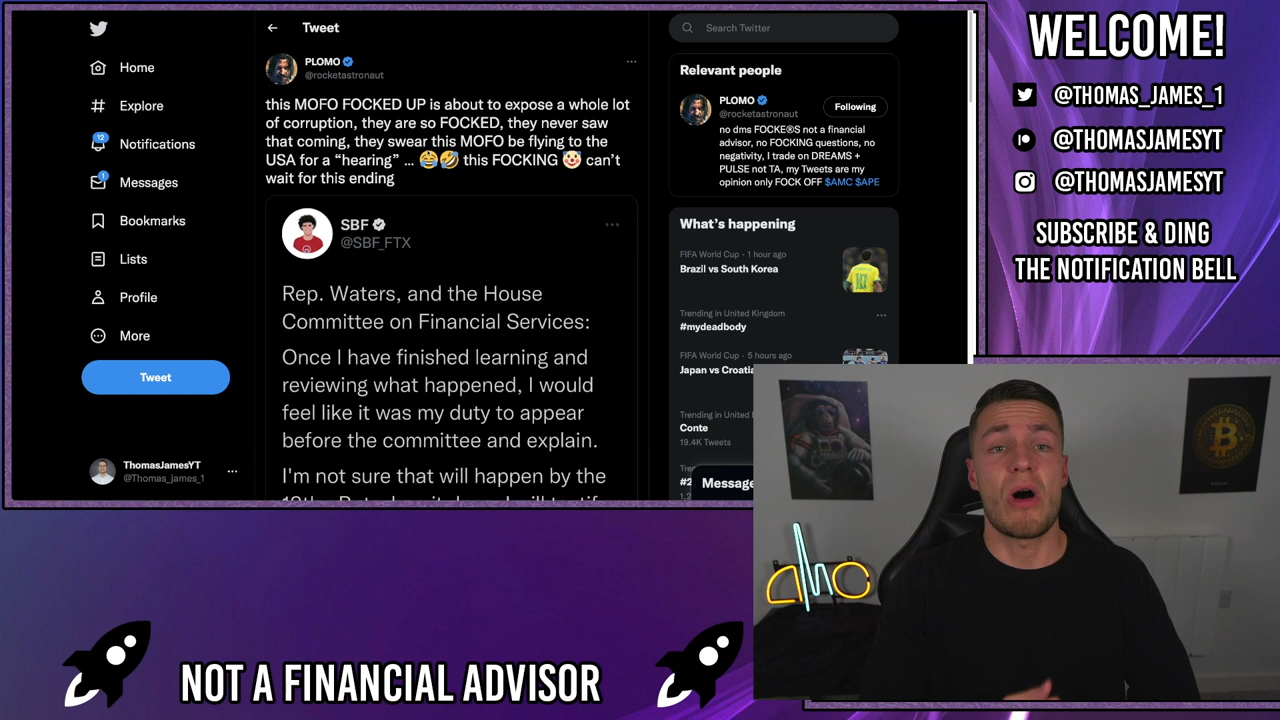 Tweet
Home
Explore
12
Notifications
1
Messages
Bookmarks
Lists
Profile
More
Tweet
ThomasJamesYT
@Thomas_james_1
PLOMO
@rocketastronaut
this MOFO FOCKED UP is about to expose a whole lot
of corruption, they are so FOCKED, they never saw
that coming, they swear this MOFO be flying to the
USA for a “hearing” ... 😂🤣 this FOCKING 🤡 can’t
wait for this ending
SBF
@SBF_FTX
Rep. Waters, and the House
Committee on Financial Services:
Once I have finished learning and
reviewing what happened, I would
feel like it was my duty to appear
before the committee and explain.
I'm not sure that will happen by the
Search Twitter
Relevant people
PLOMO
@rocketastronaut
Following
no dms FOCKE®S not a financial
advisor, no FOCKING questions, no
negativity, I trade on DREAMS +
PULSE not TA, my Tweets are my
opinion only FOCK OFF $AMC $APE
What’s happening
FIFA World Cup · 1 hour ago
Brazil vs South Korea
Trending in United Kingdom
#mydeadbody
FIFA World Cup · 5 hours ago
Japan vs Croatia
Trending in United
Conte
19.4K Tweets
Message
WELCOME!
@THOMAS_JAMES_1
@THOMASJAMESYT
@THOMASJAMESYT
SUBSCRIBE & DING
THE NOTIFICATION BELL
NOT A FINANCIAL ADVISOR